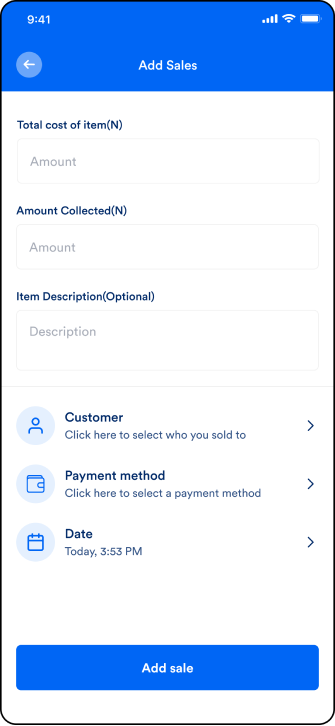 9:41
Add Sales
Total cost of item(N)
Amount
Amount Collected(N)
Amount
Item Description(Optional)
Description
Customer
Click here to select who you sold to
Payment method
Click here to select a payment method
Date
Today, 3:53 PM
Add sale